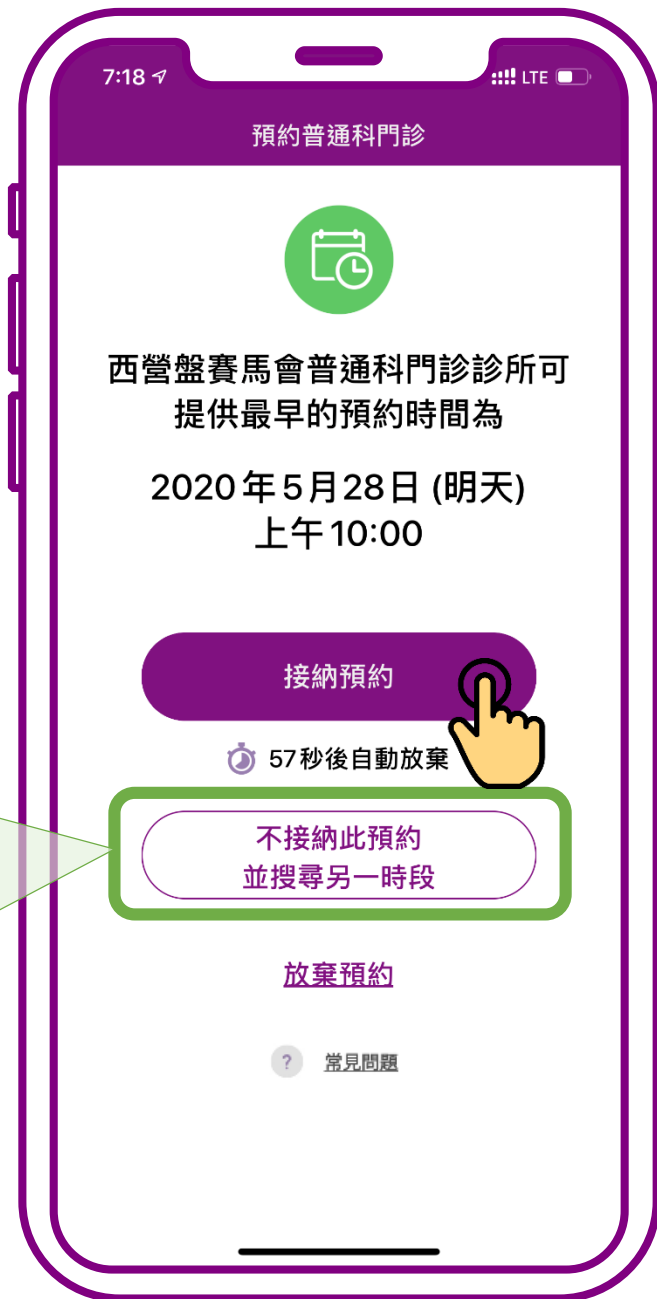 7:18 LTE
預約普通科門診
西營盤賽馬會普通科門診診所可
提供最早的預約時間為
2020年5月28日 (明天)
上午10:00
接納預約
57秒後自動放棄
不接納此預約
並搜尋另一時段
放棄預約
? 常見問題